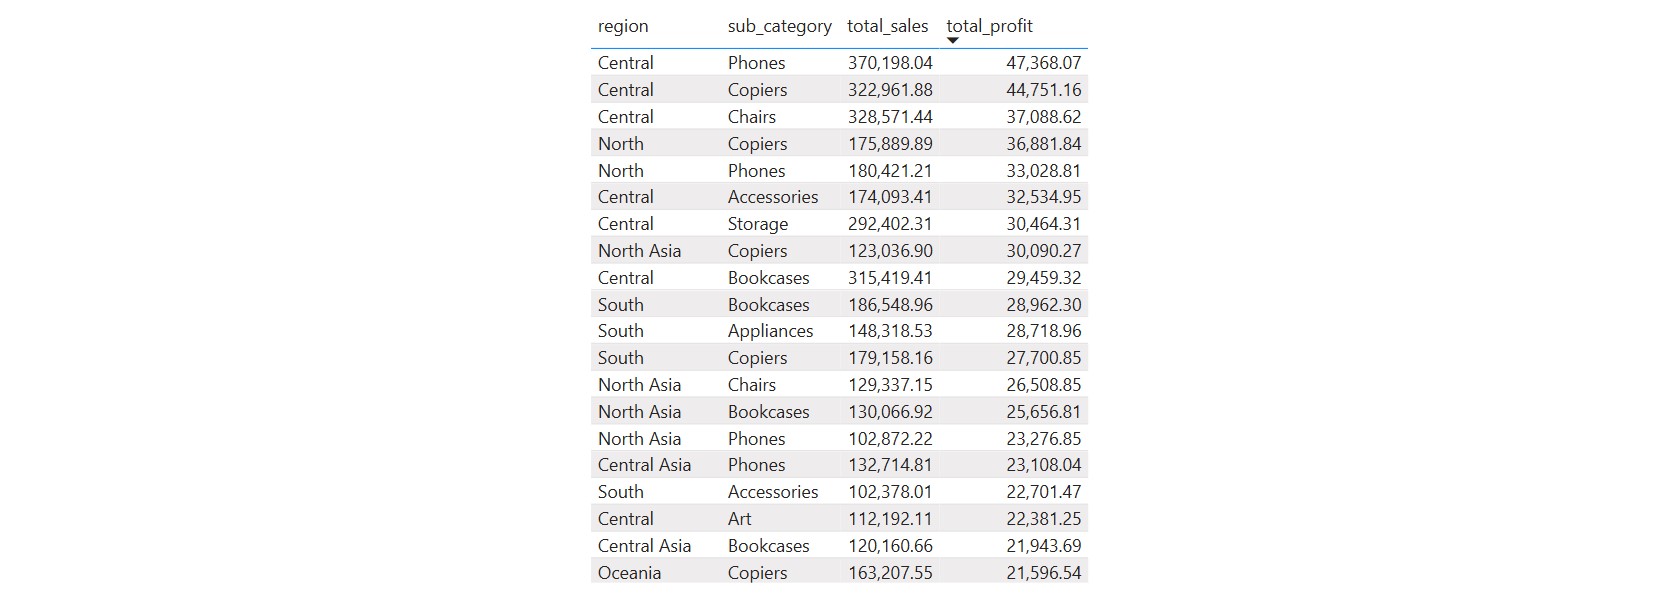 region sub_category total_sales total_profit
Central Phones 370,198.04 47,368.07
Central Copiers 322,961.88 44,751.16
Central Chairs 328,571.44 37,088.62
North Copiers 175,889.89 36,881.84
North Phones 180,421.21 33,028.81
Central Accessories 174,093.41 32,534.95
Central Storage 292,402.31 30,464.31
North Asia Copiers 123,036.90 30,090.27
Central Bookcases 315,419.41 29,459.32
South Bookcases 186,548.96 28,962.30
South Appliances 148,318.53 28,718.96
South Copiers 179,158.16 27,700.85
North Asia Chairs 129,337.15 26,508.85
North Asia Bookcases 130,066.92 25,656.81
North Asia Phones 102,872.22 23,276.85
Central Asia Phones 132,714.81 23,108.04
South Accessories 102,378.01 22,701.47
Central Art 112,192.11 22,381.25
Central Asia Bookcases 120,160.66 21,943.69
Oceania Copiers 163,207.55 21,596.54